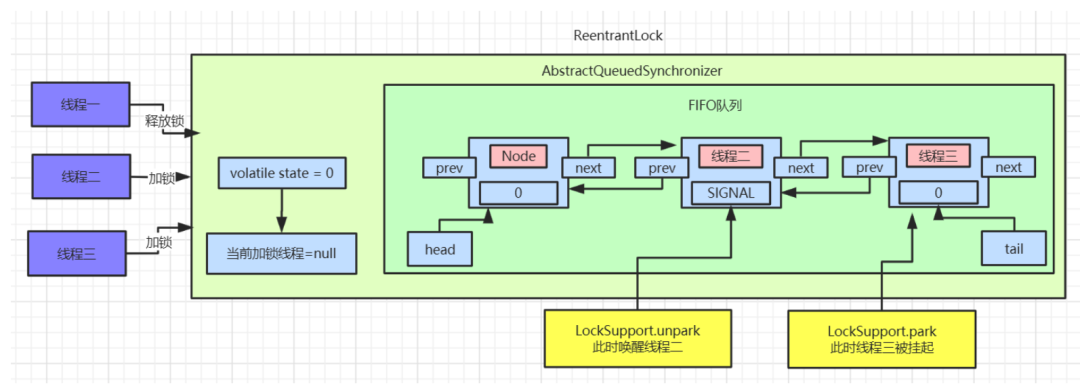 ReentrantLock
AbstractQueuedSynchronizer
FIFO队列
线程一
释放锁
线程二
加锁
线程三
加锁
volatile state = 0
当前加锁线程=null
prev
Node
next
0
prev
线程二
next
SIGNAL
prev
线程三
next
0
head
tail
LockSupport.unpark
此时唤醒线程二
LockSupport.park
此时线程三被挂起